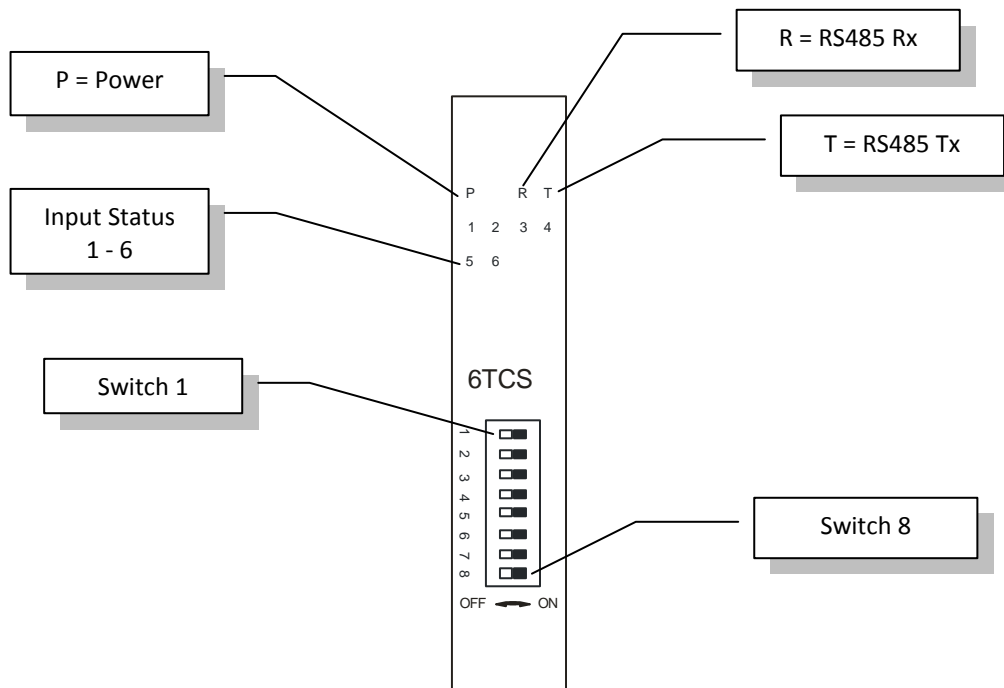 R = RS485 Rx
P = Power
T = RS485 Tx
P R T
Input Status
1 - 6
1 2 3 4
5 6
6TCS
Switch 1
1
2
3
4
5
6
7
8
Switch 8
OFF ON